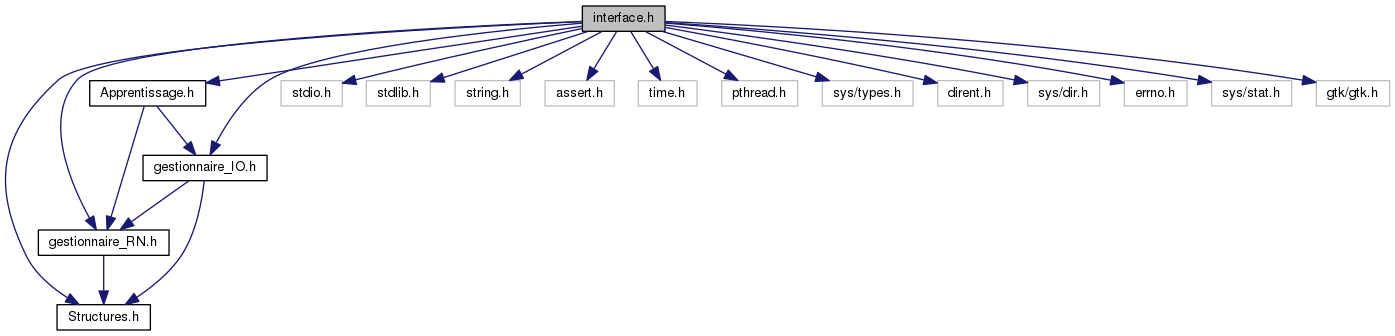 interface.h
Apprentissage.h
stdio.h
stdlib.h
string.h
assert.h
time.h
pthread.h
sys/types.h
dirent.h
sys/dir.h
errno.h
sys/stat.h
gtk/gtk.h
gestionnaire_IO.h
gestionnaire_RN.h
Structures.h